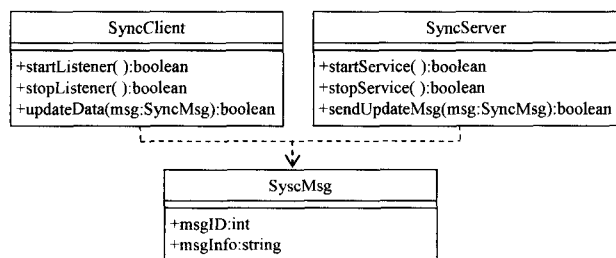 SyncClient
+startListener( ):boolean
+stopListener( ):boolean
+updateData(msg:SyncMsg):boolean
SyncServer
+startService( ):boolean
+stopService( ):boolean
+sendUpdateMsg(msg:SyncMsg):boolean
SyscMsg
+msgID:int
+msgInfo:string